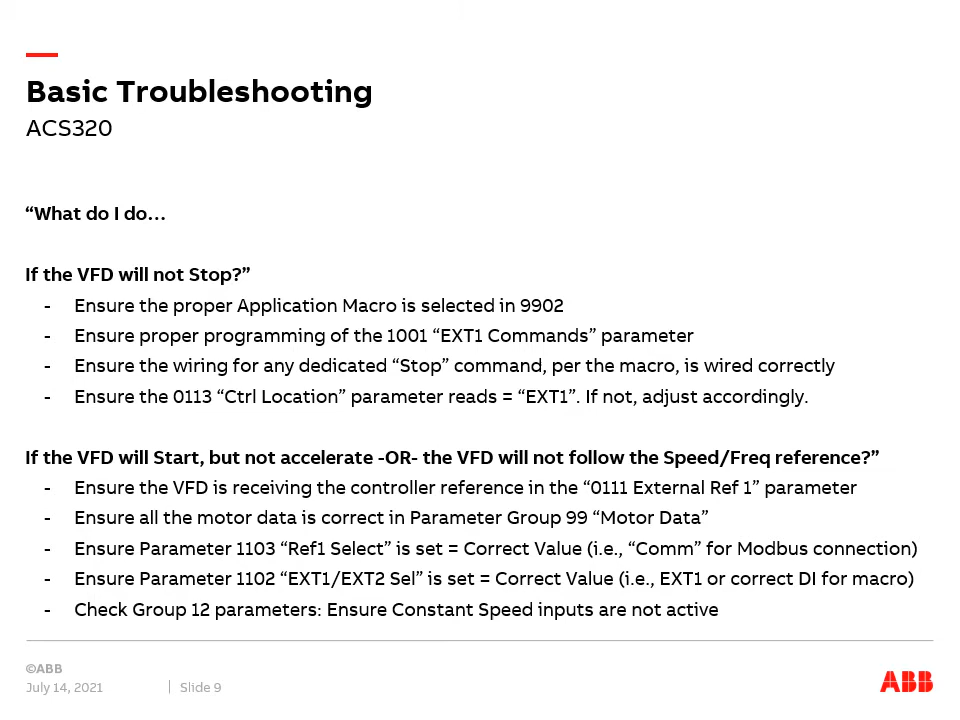 Basic Troubleshooting
ACS320
“What do I do…
If the VFD will not Stop?”
- Ensure the proper Application Macro is selected in 9902
- Ensure proper programming of the 1001 “EXT1 Commands” parameter
- Ensure the wiring for any dedicated “Stop” command, per the macro, is wired correctly
- Ensure the 0113 “Ctrl Location” parameter reads = “EXT1”. If not, adjust accordingly.
If the VFD will Start, but not accelerate -OR- the VFD will not follow the Speed/Freq reference?”
- Ensure the VFD is receiving the controller reference in the “0111 External Ref 1” parameter
- Ensure all the motor data is correct in Parameter Group 99 “Motor Data”
- Ensure Parameter 1103 “Ref1 Select” is set = Correct Value (i.e., “Comm” for Modbus connection)
- Ensure Parameter 1102 “EXT1/EXT2 Sel” is set = Correct Value (i.e., EXT1 or correct DI for macro)
- Check Group 12 parameters: Ensure Constant Speed inputs are not active
©ABB
July 14, 2021 | Slide 9
ABB